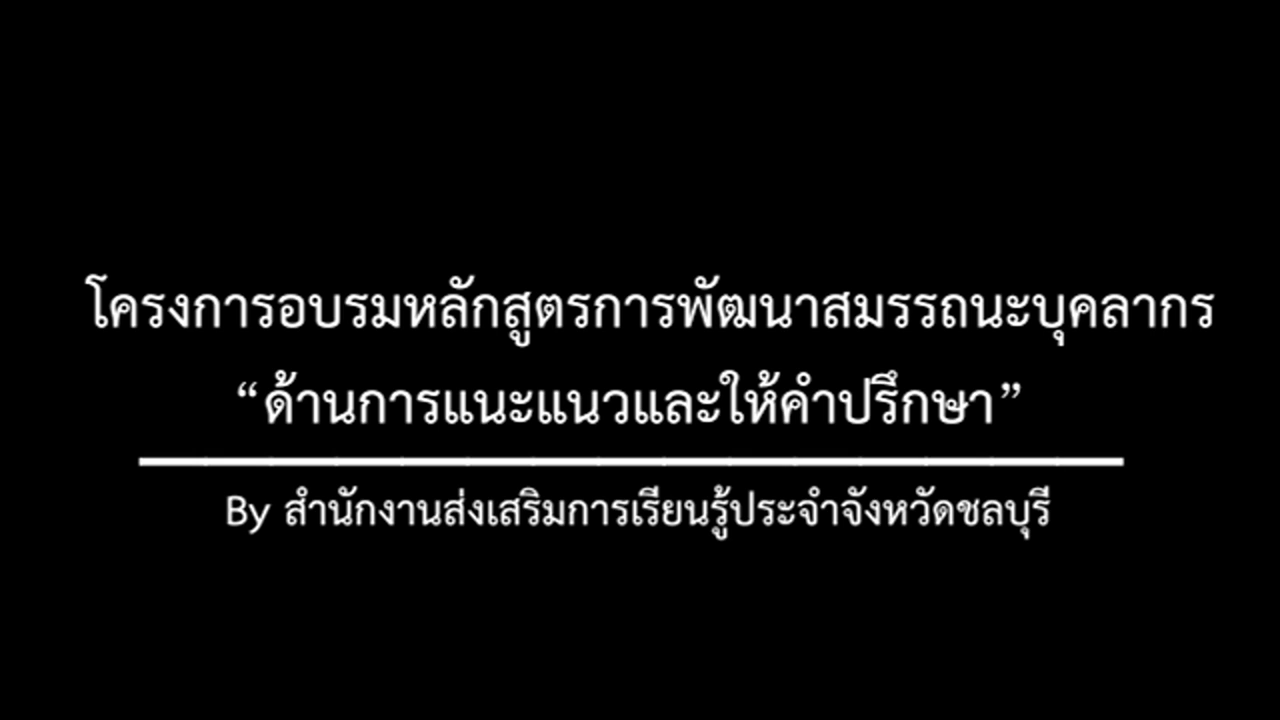 โครงการอบรมหลักสูตรการพัฒนาสมรรถนะบุคลากร
“ด้านการแนะแนวและให้คำปรึกษา”
By สำนักงานส่งเสริมการเรียนรู้ประจำจังหวัดชลบุรี